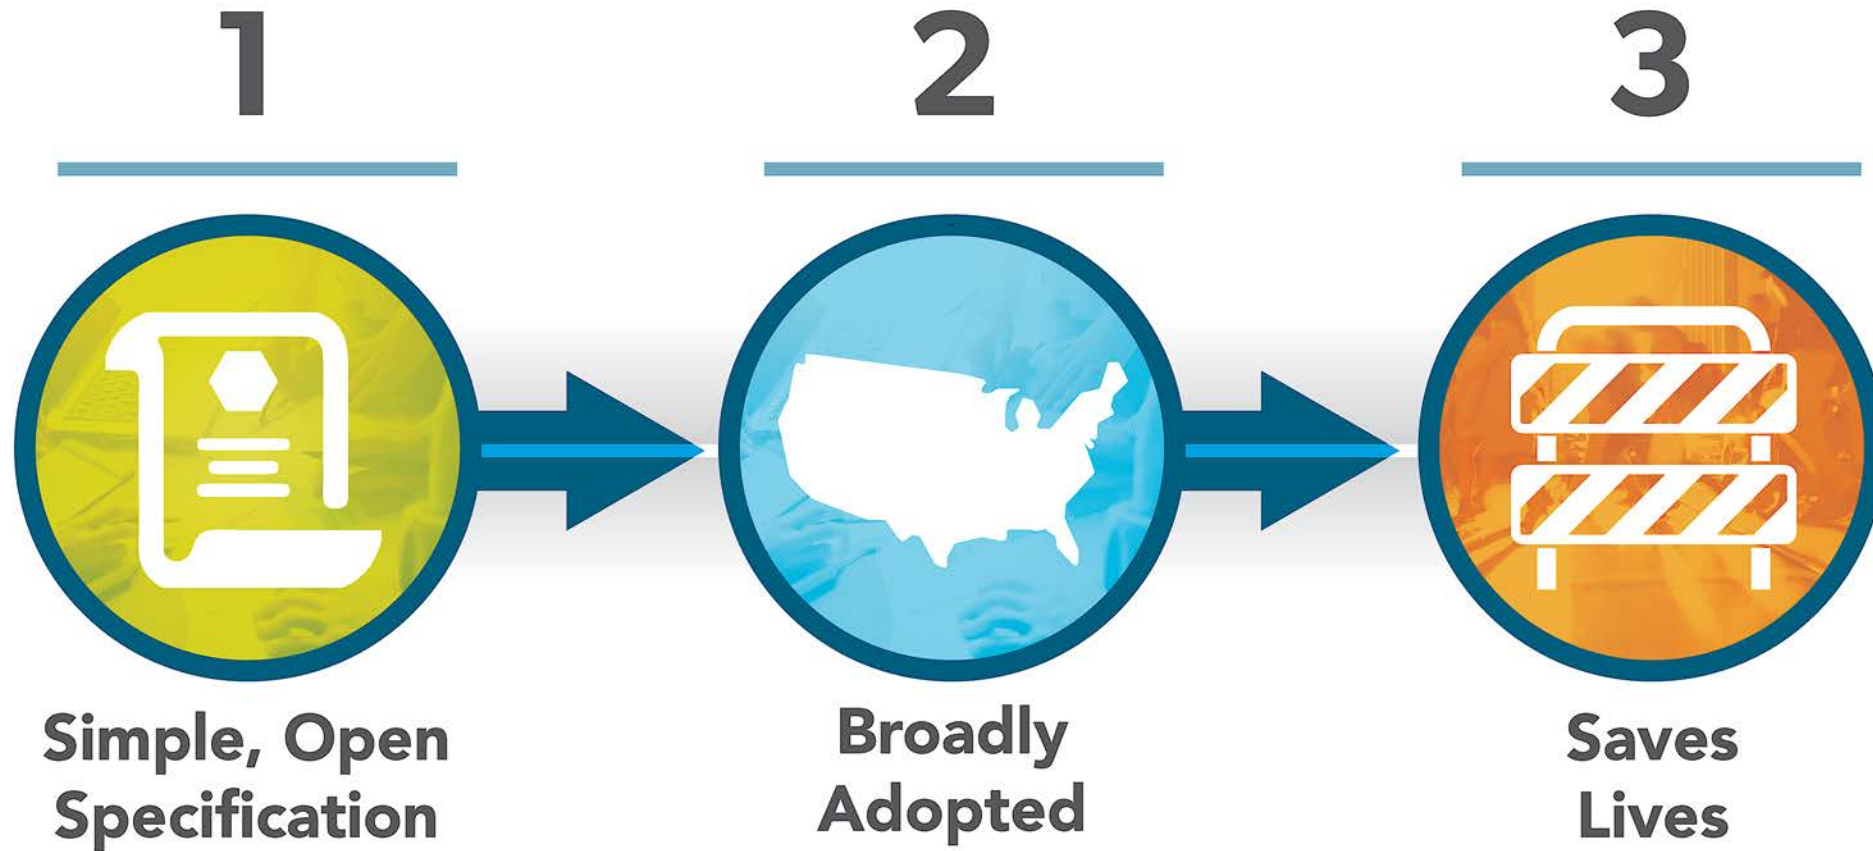 1
2
3
Simple, Open
Specification
Broadly
Adopted
Saves
Lives